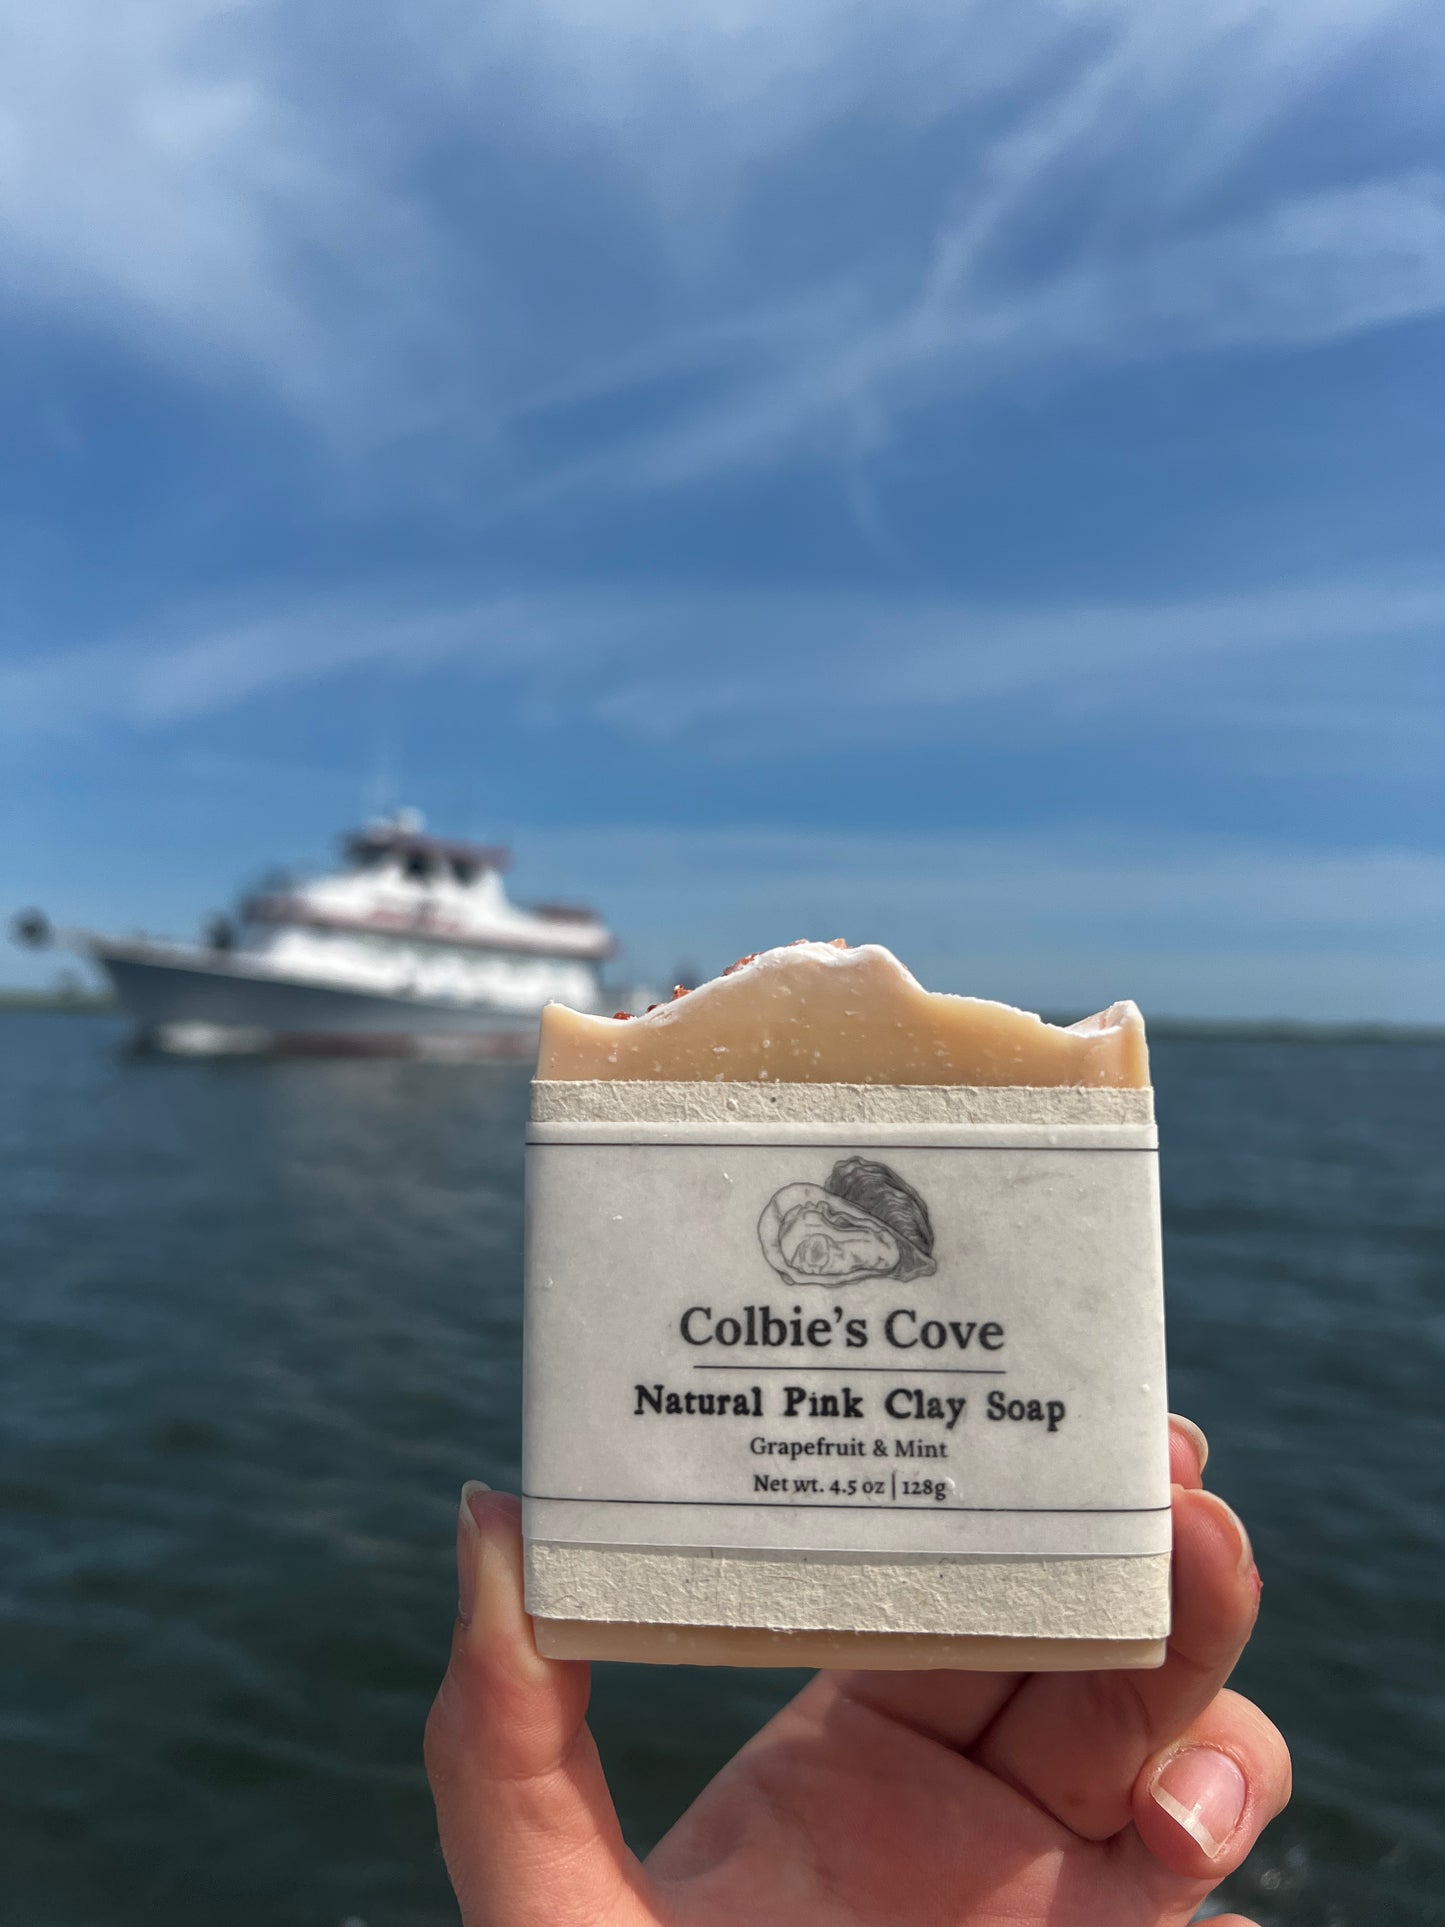 Colbie's Cove
Natural Pink Clay Soap
Grapefruit & Mint
Net wt. 4.5 oz | 128g